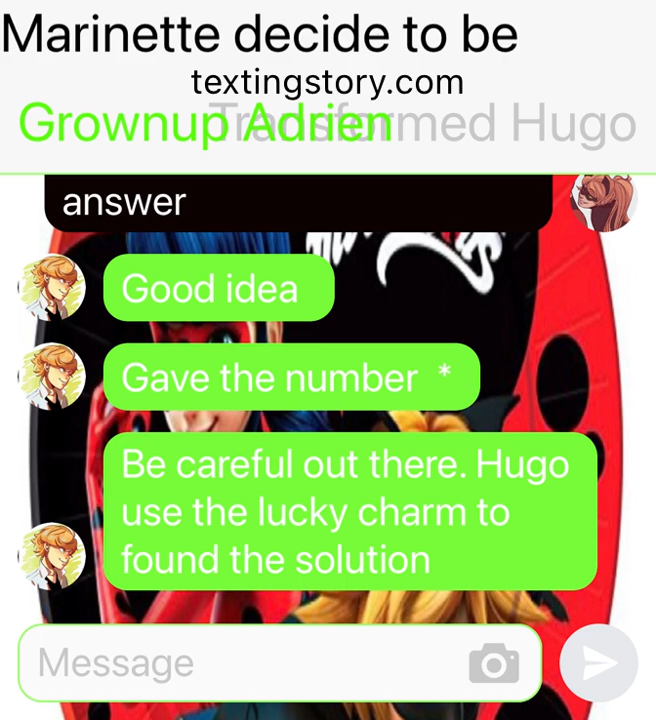 Marinette decide to be
textingstory.com
Grownup Adrien
Transformed Hugo
answer
Good idea
Gave the number *
Be careful out there. Hugo
use the lucky charm to
found the solution
Message